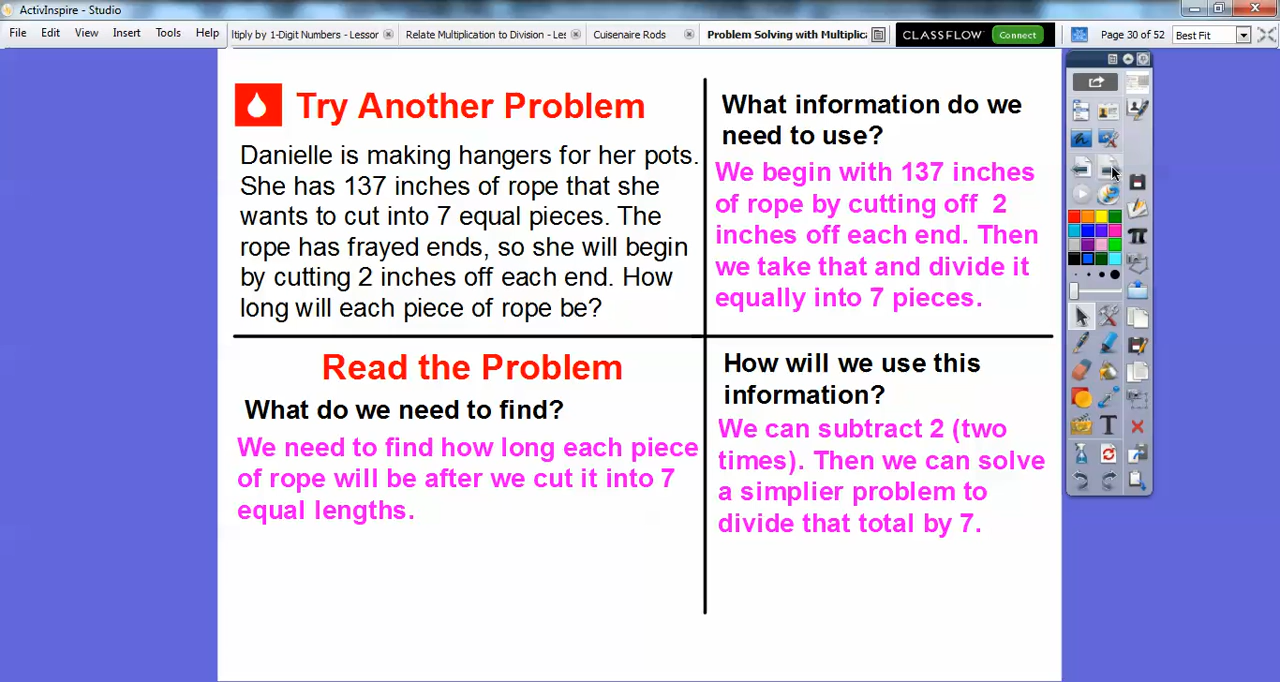 ActivInspire - Studio
File Edit View Insert Tools Help
ltiply by 1-Digit Numbers - Lessor
Relate Multiplication to Division - Les
Cuisenaire Rods
Problem Solving with Multiplica
CLASSFLOW Connect
Page 30 of 52
Best Fit
Try Another Problem
Danielle is making hangers for her pots.
She has 137 inches of rope that she
wants to cut into 7 equal pieces. The
rope has frayed ends, so she will begin
by cutting 2 inches off each end. How
long will each piece of rope be?
What information do we
need to use?
We begin with 137 inches
of rope by cutting off 2
inches off each end. Then
we take that and divide it
equally into 7 pieces.
Read the Problem
What do we need to find?
We need to find how long each piece
of rope will be after we cut it into 7
equal lengths.
How will we use this
information?
We can subtract 2 (two
times). Then we can solve
a simplier problem to
divide that total by 7.